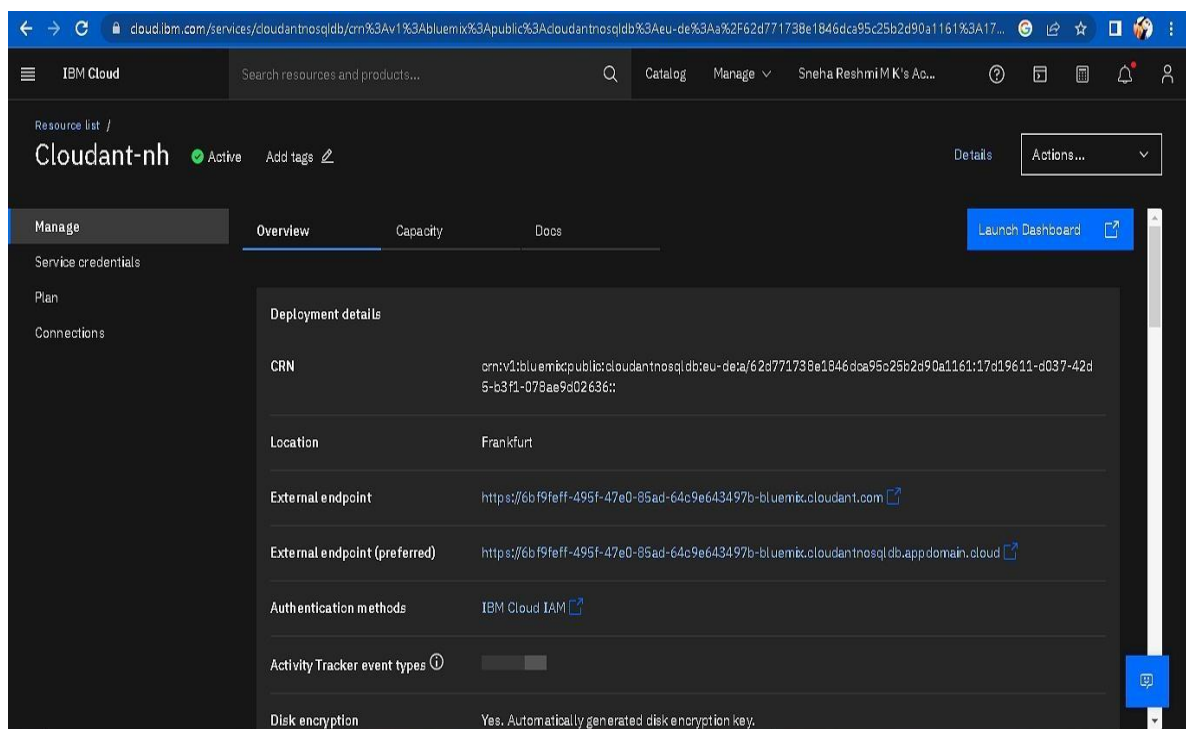 cloud.ibm.com/services/cloudantnosqldb/crn%3Av1%3Abluemix%3Apublic%3Acloudantnosqldb%3Aeu-de%3Aa%2F62d771738e1846dca95c25b2d90a1161%3A17...
IBM Cloud Search resources and products... Catalog Manage Sneha Reshmi M K's Ac...
Resource list /
Cloudant-nh Active Add tags Details Actions...
Manage Overview Capacity Docs Launch Dashboard
Service credentials
Plan
Connections
Deployment details
CRN crn:v1:bluemix:public:cloudantnosqldb:eu-de:a/62d771738e1846dca95c25b2d90a1161:17d19611-d037-42d
5-b3f1-078ae9d02636::
Location Frankfurt
External endpoint https://6bf9feff-495f-47e0-85ad-64c9e643497b-bluemix.cloudant.com
External endpoint (preferred) https://6bf9feff-495f-47e0-85ad-64c9e643497b-bluemix.cloudantnosqldb.appdomain.cloud
Authentication methods IBM Cloud IAM
Activity Tracker event types
Disk encryption Yes. Automatically generated disk encryption key.